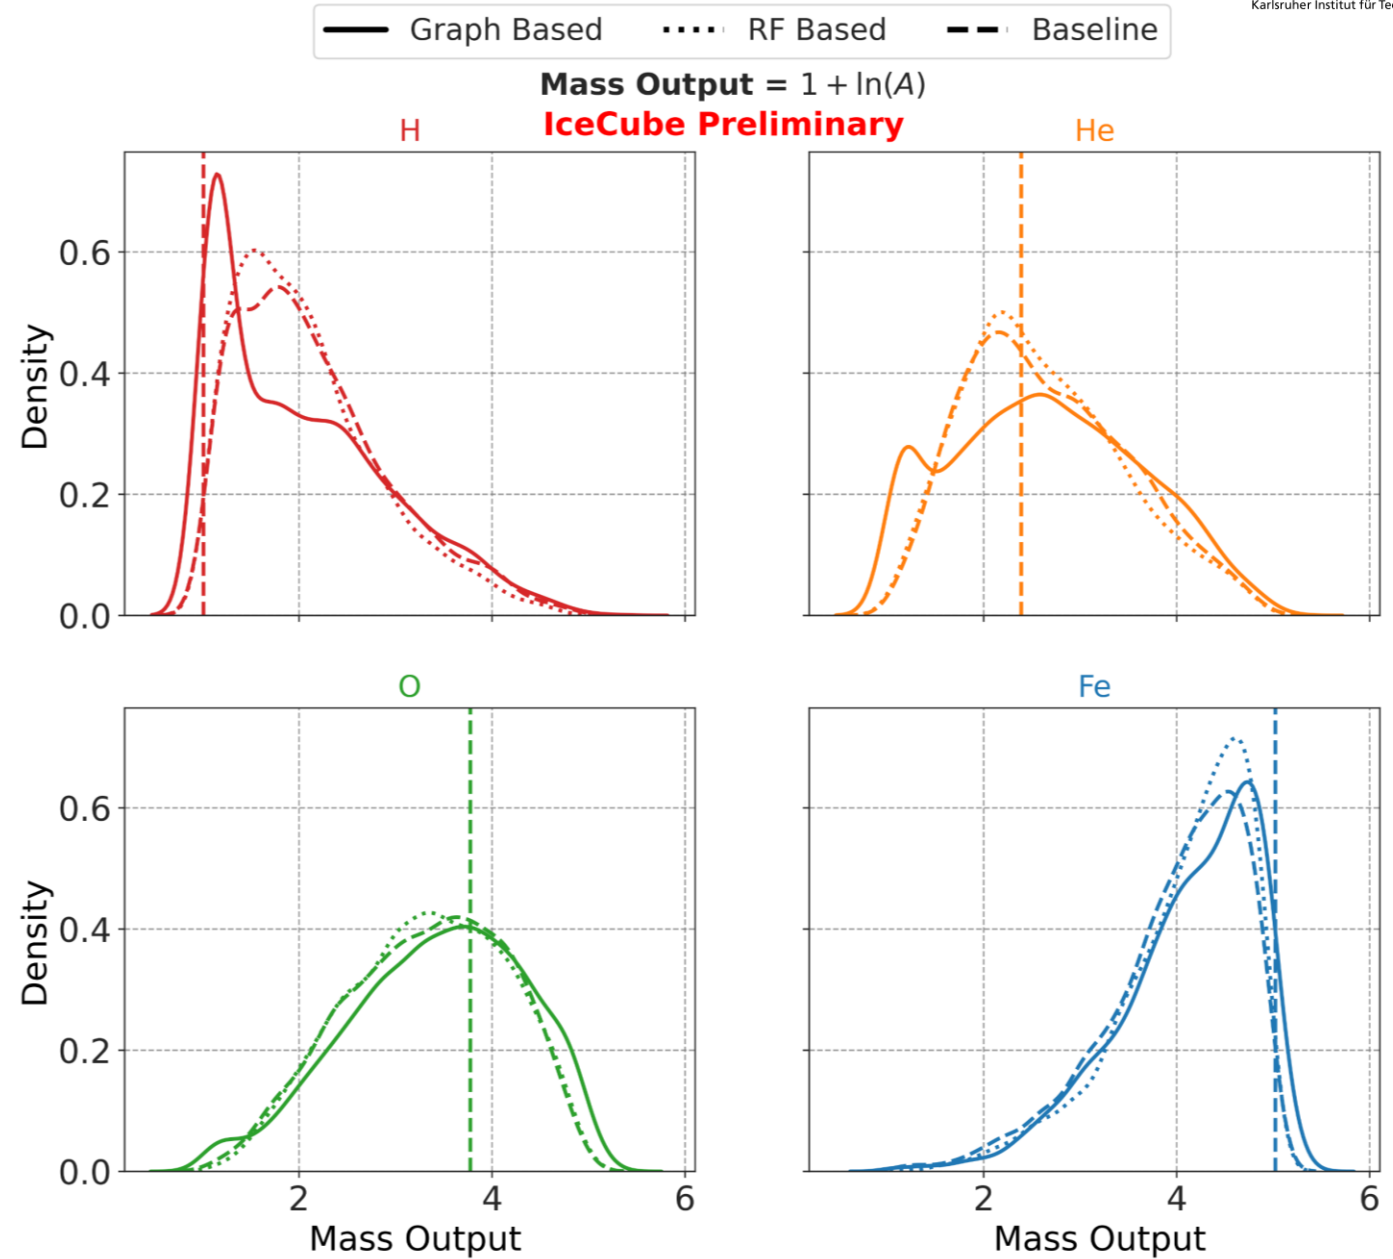 Karlsruher Institut für Te
Graph Based RF Based Baseline
Mass Output = 1 + ln(A)
IceCube Preliminary
H
He
0.6
0.4
0.2
0.0
Density
O
Fe
0.6
0.4
0.2
0.0
Density
2 4 6
2 4 6
Mass Output
Mass Output